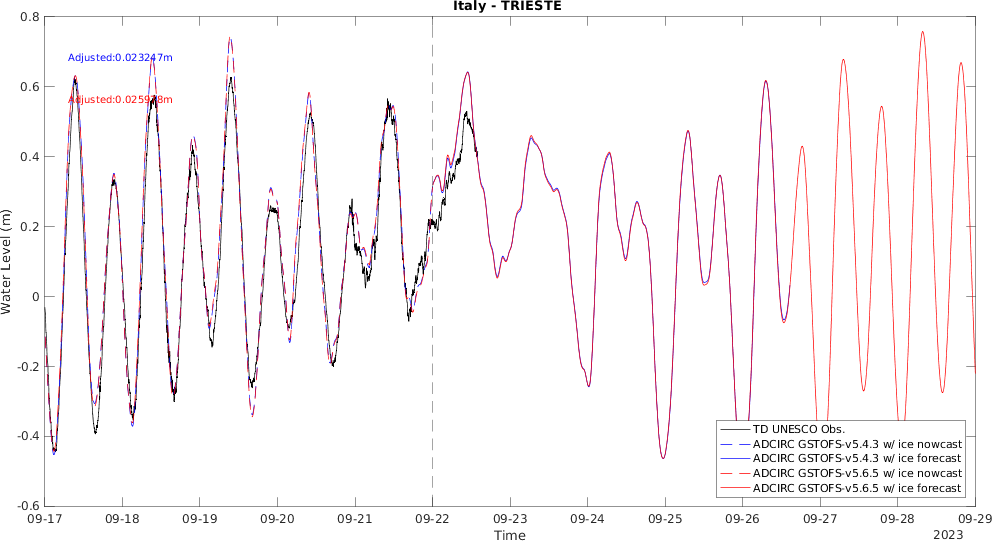 Italy - TRIESTE
0.8
0.6
0.4
0.2
0
-0.2
-0.4
-0.6
Water Level (m)
Adjusted:0.023247m
TD UNESCO Obs.
ADCIRC GSTOFS-v5.4.3 w/ ice nowcast
ADCIRC GSTOFS-v5.4.3 w/ ice forecast
ADCIRC GSTOFS-v5.6.5 w/ ice nowcast
ADCIRC GSTOFS-v5.6.5 w/ ice forecast
09-17 09-18 09-19 09-20 09-21 09-22 09-23 09-24 09-25 09-26 09-27 09-28 09-29
Time
2023